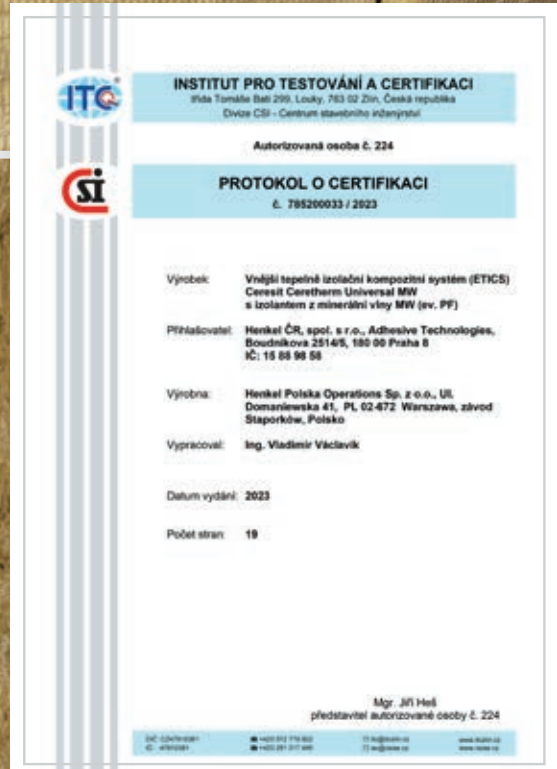 ITC
INSTITUT PRO TESTOVÁNÍ A CERTIFIKACI
třída Tomáše Bati 299, Louky, 763 02 Zlín, Česká republika
Divize CSI - Centrum stavebního inženýrství
Autorizovaná osoba č. 224
CSI
PROTOKOL O CERTIFIKACI
č. 785200033 / 2023
Výrobek: Vnější tepelně izolační kompozitní systém (ETICS)
Ceresit Ceretherm Universal MW
s izolantem z minerální vlny MW (ev. PF)
Přihlašovatel: Henkel ČR, spol. s r.o., Adhesive Technologies,
Boudníkova 2514/5, 180 00 Praha 8
IČ: 15 88 98 58
Výrobna: Henkel Polska Operations Sp. z o.o., Ul.
Domaniewska 41, PL 02-672 Warszawa, závod
Staporków, Polsko
Vypracoval: Ing. Vladimír Václavík
Datum vydání: 2023
Počet stran: 19
Mgr. Jiří Heš
představitel autorizované osoby č. 224